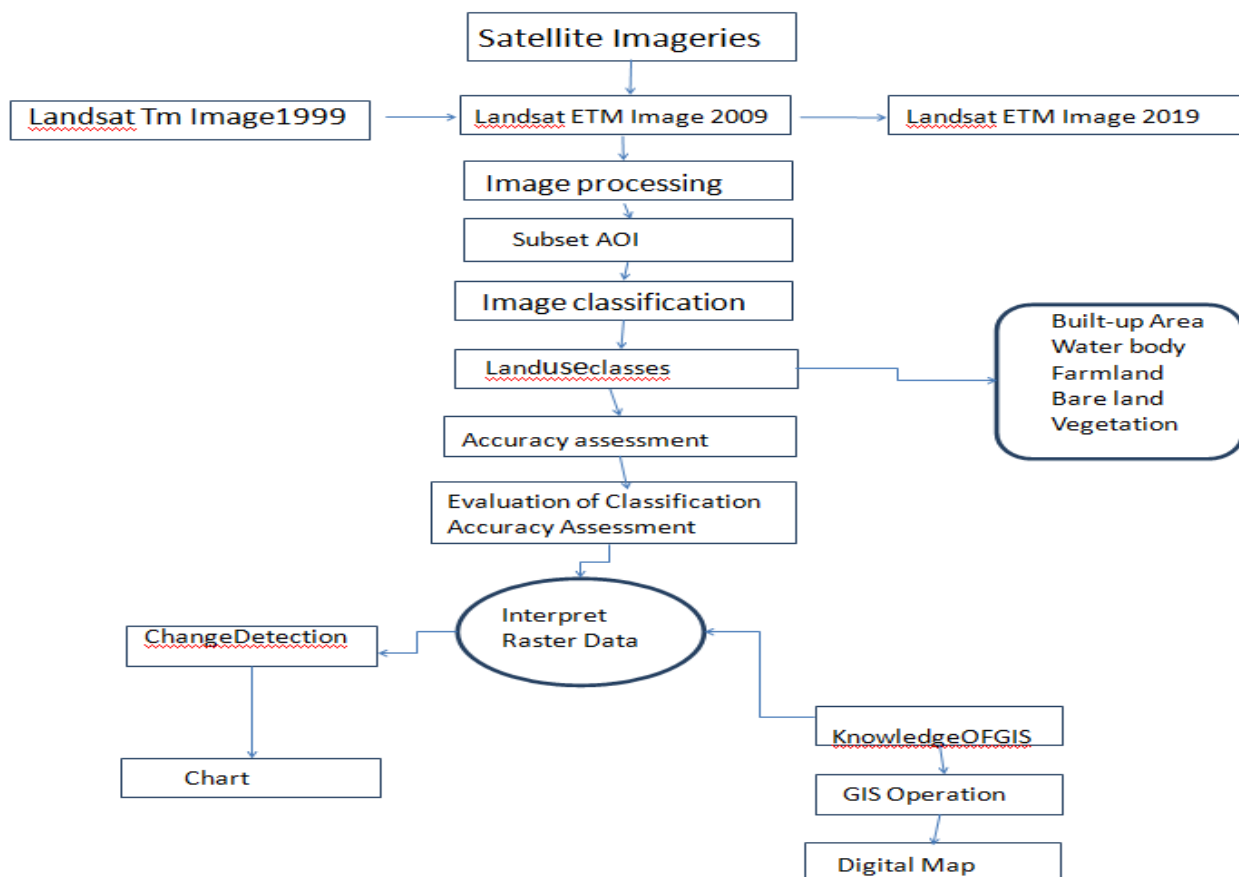 Satellite Imageries
Landsat Tm Image1999
Landsat ETM Image 2009
Landsat ETM Image 2019
Image processing
Subset AOI
Image classification
Landuseclasses
Built-up Area
Water body
Farmland
Bare land
Vegetation
Accuracy assessment
Evaluation of Classification
Accuracy Assessment
Interpret
Raster Data
ChangeDetection
Chart
KnowledgeOFGIS
GIS Operation
Digital Map